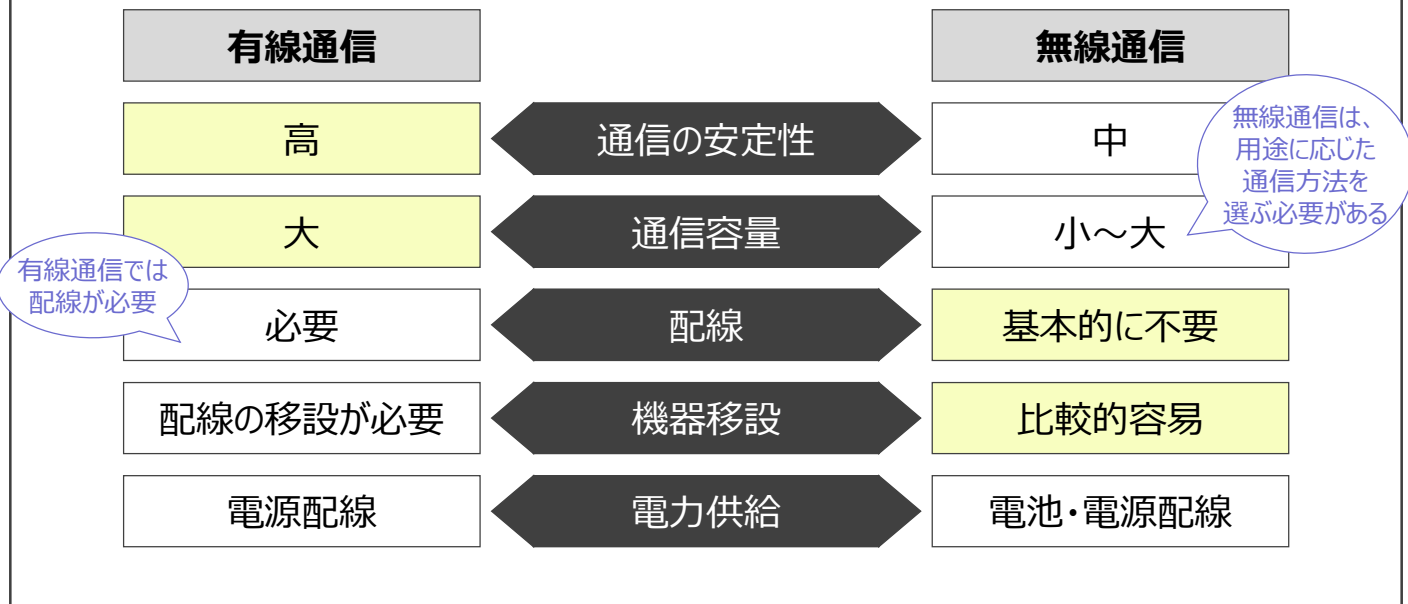 有線通信
無線通信
高
通信の安定性
中
無線通信は、
用途に応じた
通信方法を
選ぶ必要がある
大
通信容量
小～大
有線通信では
配線が必要
必要
配線
基本的に不要
配線の移設が必要
機器移設
比較的容易
電源配線
電力供給
電池・電源配線